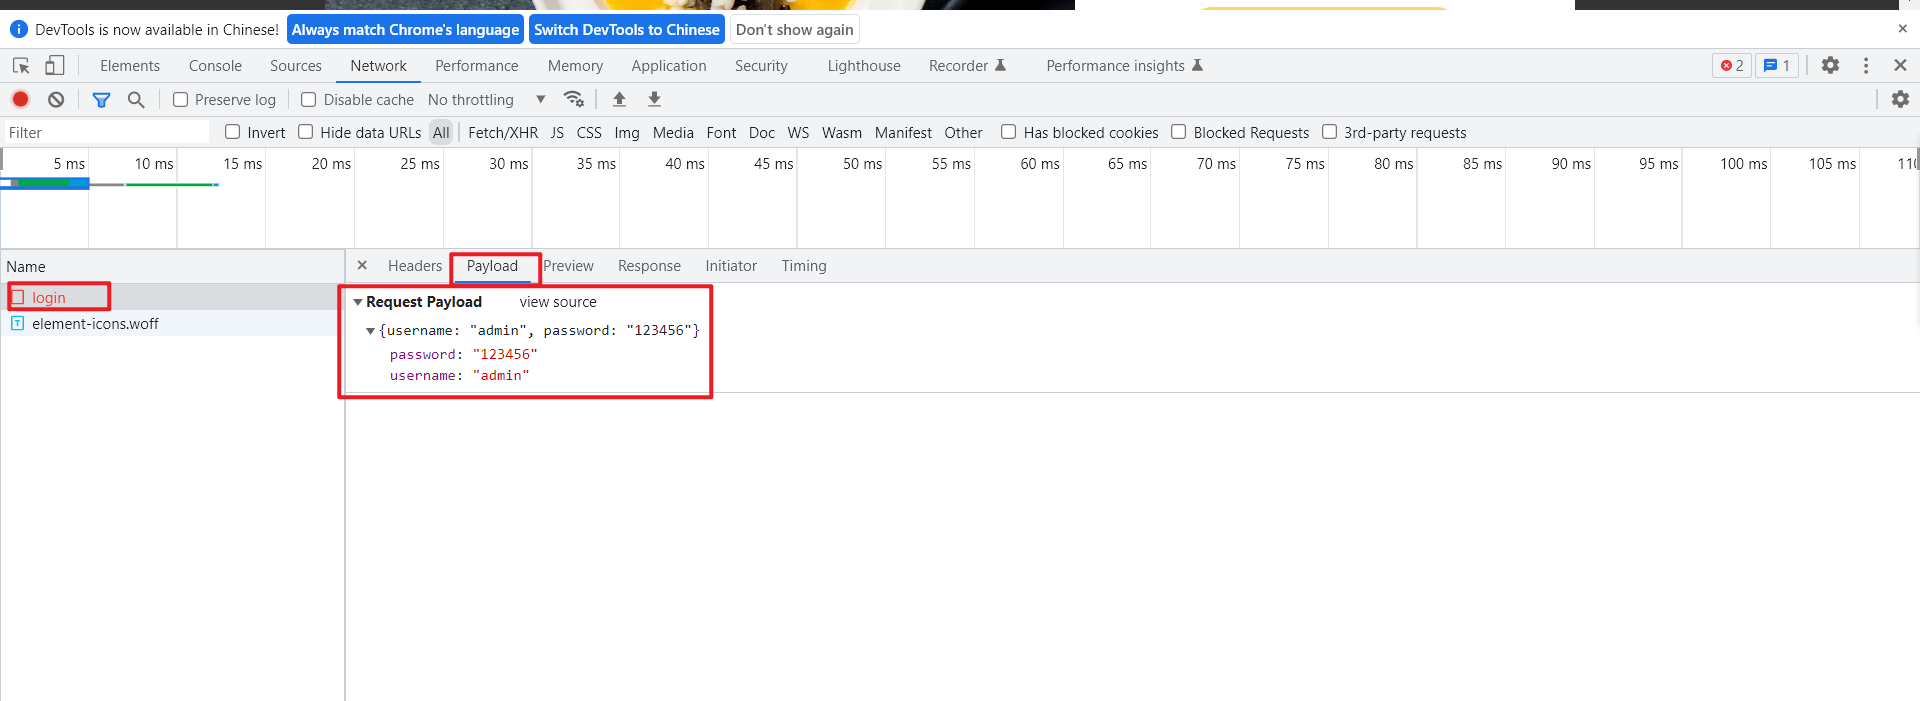 DevTools is now available in Chinese! Always match Chrome's language Switch DevTools to Chinese Don't show again
Elements Console Sources Network Performance Memory Application Security Lighthouse Recorder Performance insights 2 1
Preserve log Disable cache No throttling
Filter Invert Hide data URLs All Fetch/XHR JS CSS Img Media Font Doc WS Wasm Manifest Other Has blocked cookies Blocked Requests 3rd-party requests
5 ms 10 ms 15 ms 20 ms 25 ms 30 ms 35 ms 40 ms 45 ms 50 ms 55 ms 60 ms 65 ms 70 ms 75 ms 80 ms 85 ms 90 ms 95 ms 100 ms 105 ms
Name Headers Payload Preview Response Initiator Timing
login
element-icons.woff
Request Payload view source
{username: "admin", password: "123456"}
password: "123456"
username: "admin"